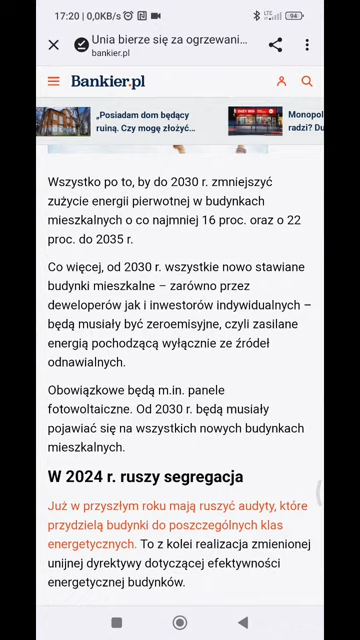 17:20 | 0,0KB/s
LTE
94
Unia bierze się za ogrzewani...
bankier.pl
Bankier.pl
„Posiadam dom będący
ruiną. Czy mogę złożyć...
Monopol
radzi? Du
Wszystko po to, by do 2030 r. zmniejszyć
zużycie energii pierwotnej w budynkach
mieszkalnych o co najmniej 16 proc. oraz o 22
proc. do 2035 r.
Co więcej, od 2030 r. wszystkie nowo stawiane
budynki mieszkalne – zarówno przez
deweloperów jak i inwestorów indywidualnych –
będą musiały być zeroemisyjne, czyli zasilane
energią pochodzącą wyłącznie ze źródeł
odnawialnych.
Obowiązkowe będą m.in. panele
fotowoltaiczne. Od 2030 r. będą musiały
pojawiać się na wszystkich nowych budynkach
mieszkalnych.
W 2024 r. ruszy segregacja
Już w przyszłym roku mają ruszyć audyty, które
przydzielą budynki do poszczególnych klas
energetycznych. To z kolei realizacja zmienionej
unijnej dyrektywy dotyczącej efektywności
energetycznej budynków.